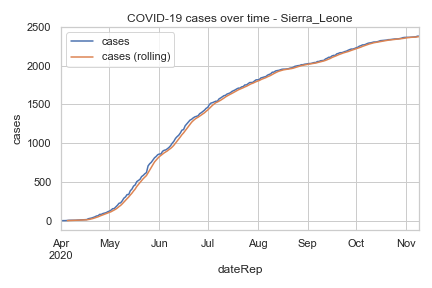 COVID-19 cases over time - Sierra_Leone
cases
cases (rolling)
2500
2000
1500
1000
500
0
cases
Apr May Jun Jul Aug Sep Oct Nov
2020
dateRep